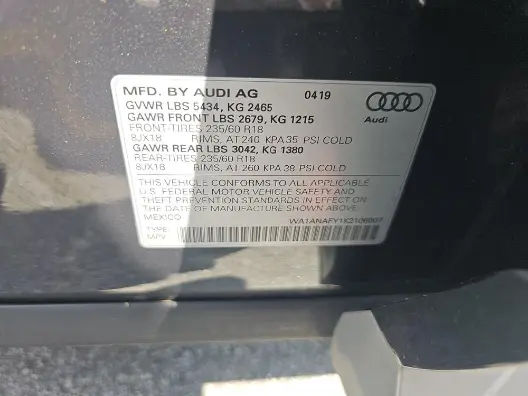 MFD. BY AUDI AG 0419
GVWR LBS 5434, KG 2465
GAWR FRONT LBS 2679, KG 1215
FRONT-TIRES 235/60 R18
8JX18 RIMS, AT 240 KPA 35 PSI COLD
GAWR REAR LBS 3042, KG 1380
REAR-TIRES 235/60 R18
8JX18 RIMS, AT 260 KPA 38 PSI COLD
Audi
THIS VEHICLE CONFORMS TO ALL APPLICABLE
U.S. FEDERAL MOTOR VEHICLE SAFETY AND
THEFT PREVENTION STANDARDS IN EFFECT ON
THE DATE OF MANUFACTURE SHOWN ABOVE.
MEXICO
TYPE:
MPV